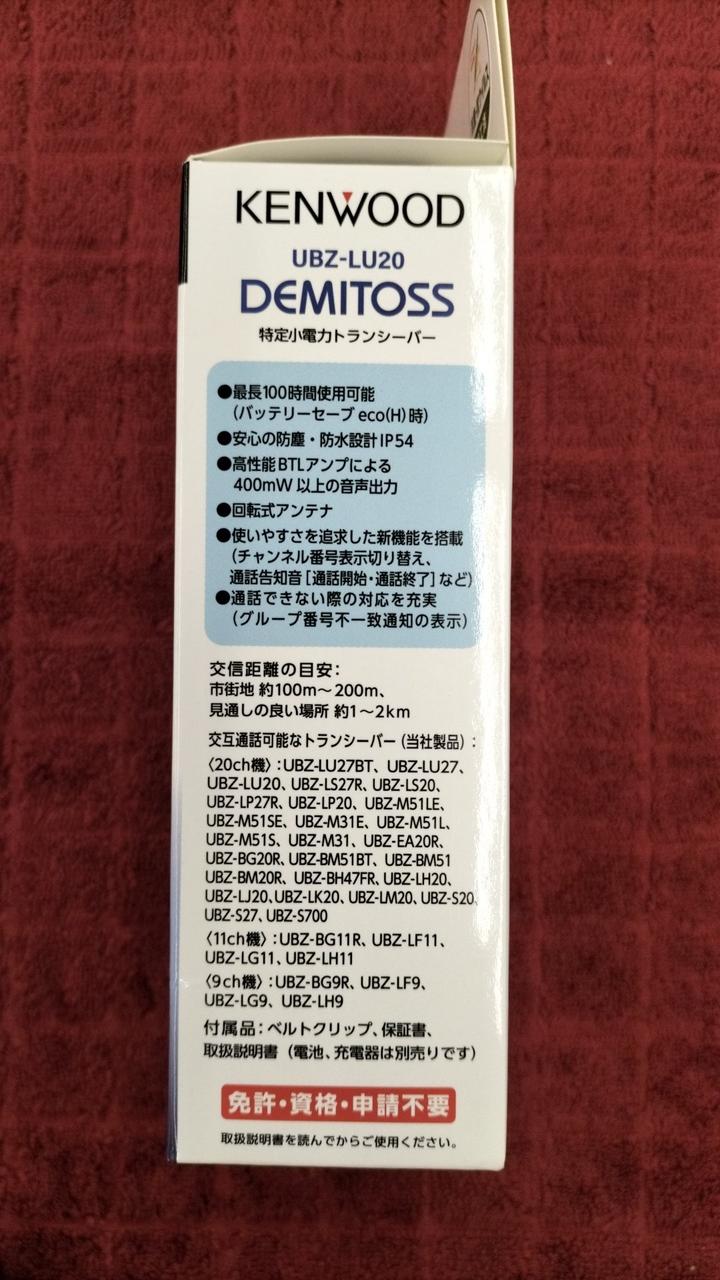 KENWOOD
UBZ-LU20
DEMITOSS
特定小電力トランシーバー
●最長100時間使用可能
(バッテリーセーブ eco(H)時)
●安心の防塵・防水設計IP54
●高性能BTLアンプによる
400mW 以上の音声出力
●回転式アンテナ
●使いやすさを追求した新機能を搭載
(チャンネル番号表示切り替え、
通話告知音[通話開始・通話終了]など)
●通話できない際の対応を充実
(グループ番号不一致通知の表示)
交信距離の目安：
市街地 約100m～200m、
見通しの良い場所 約1～2km
交互通話可能なトランシーバー(当社製品)：
〈20ch機〉：UBZ-LU27BT、UBZ-LU27、
UBZ-LU20、UBZ-LS27R、UBZ-LS20、
UBZ-LP27R、UBZ-LP20、UBZ-M51LE、
UBZ-M51SE、UBZ-M31E、UBZ-M51L、
UBZ-M51S、UBZ-M31、UBZ-EA20R、
UBZ-BG20R、UBZ-BM51BT、UBZ-BM51
UBZ-BM20R、UBZ-BH47FR、UBZ-LH20、
UBZ-LJ20、UBZ-LK20、UBZ-LM20、UBZ-S20、
UBZ-S27、UBZ-S700
〈11ch機〉：UBZ-BG11R、UBZ-LF11、
UBZ-LG11、UBZ-LH11
〈9ch機〉：UBZ-BG9R、UBZ-LF9、
UBZ-LG9、UBZ-LH9
付属品：ベルトクリップ、保証書、
取扱説明書(電池、充電器は別売りです)
免許・資格・申請不要
取扱説明書を読んでからご使用ください。